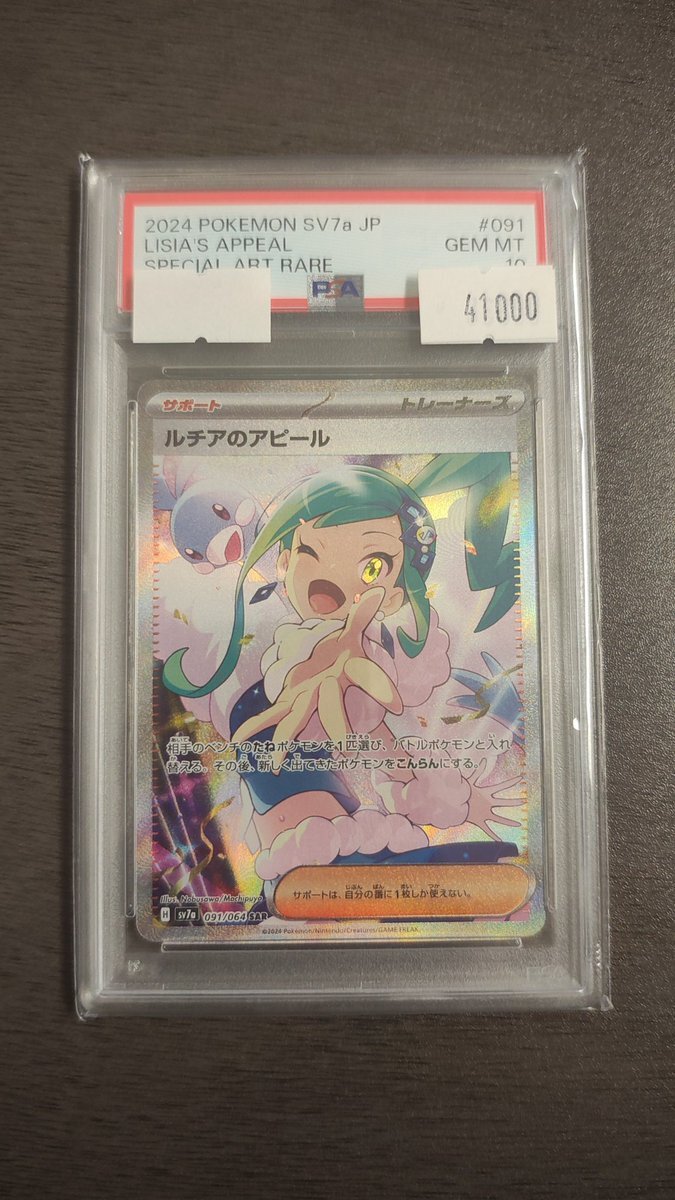 2024 POKEMON SV7a JP #091
LISIA'S APPEAL GEM MT
SPECIAL ART RARE 10
PSA
41000
サポート トレーナーズ
ルチアのアピール
相手のベンチのたねポケモンを1匹選び、バトルポケモンと入れ
替える。その後、新しく出てきたポケモンをこんらんにする。
サポートは、自分の番に1枚しか使えない。
Illus. Nobusawa/Machipuyo
H sv7a 091/064 SAR
©2024 Pokémon/Nintendo/Creatures/GAME FREAK.